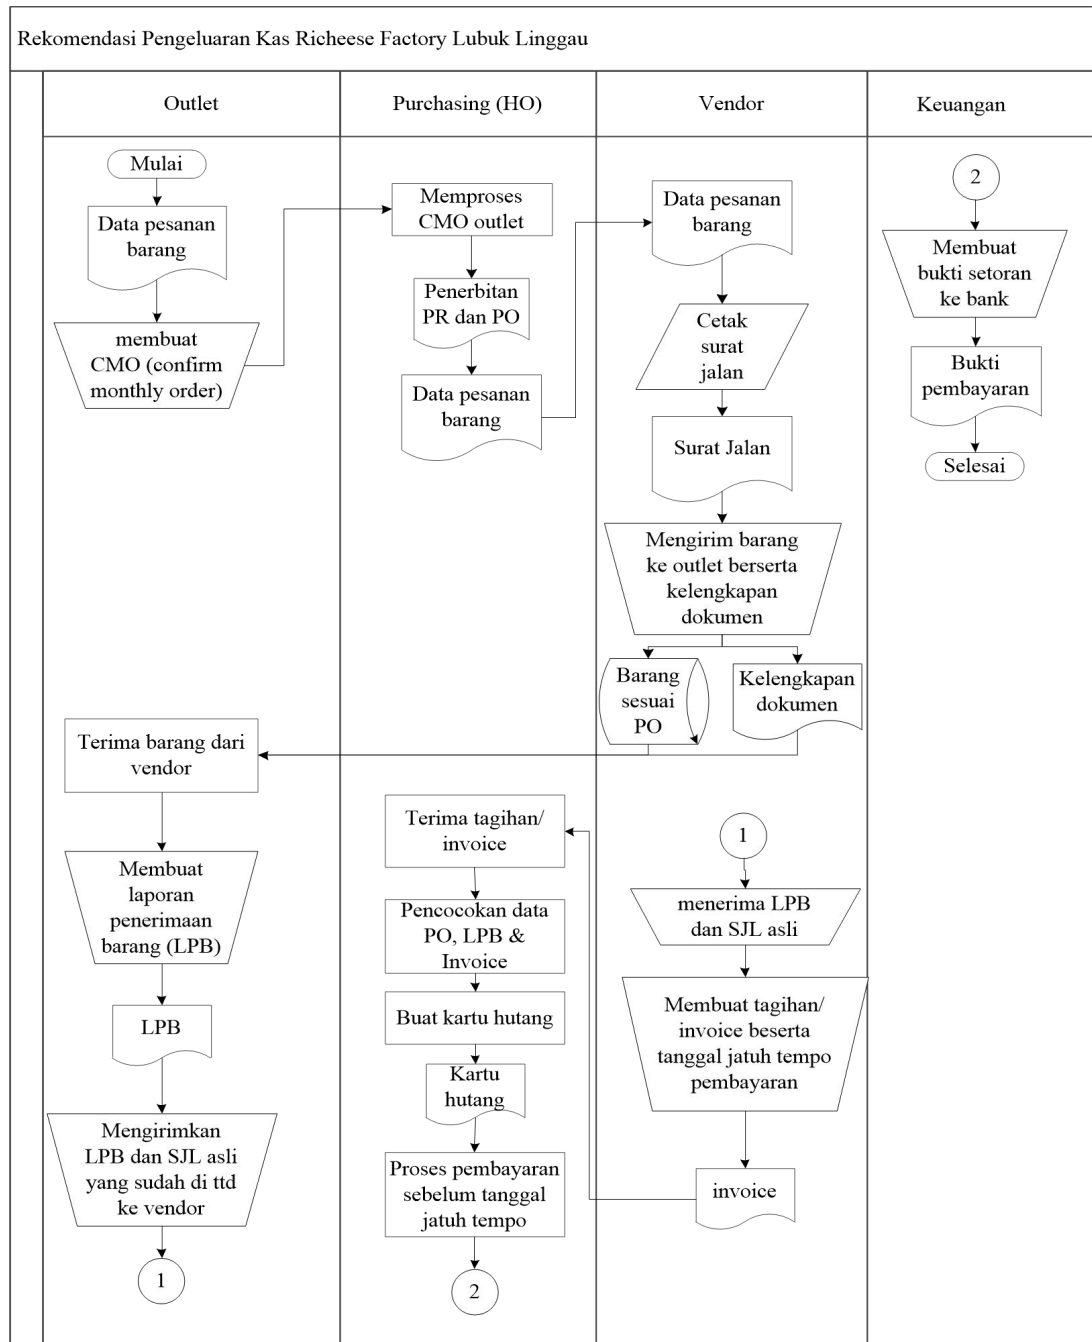 Rekomendasi Pengeluaran Kas Richeese Factory Lubuk Linggau
Outlet
Purchasing (HO)
Vendor
Keuangan
Mulai
Data pesanan
barang
membuat
CMO (confirm
monthly order)
Memproses
CMO outlet
Penerbitan
PR dan PO
Data pesanan
barang
Data pesanan
barang
Cetak
surat
jalan
Surat Jalan
Mengirim barang
ke outlet berserta
kelengkapan
dokumen
Barang
sesuai
PO
Kelengkapan
dokumen
2
Membuat
bukti setoran
ke bank
Bukti
pembayaran
Selesai
Terima barang dari
vendor
Membuat
laporan
penerimaan
barang (LPB)
LPB
Mengirimkan
LPB dan SJL asli
yang sudah di ttd
ke vendor
1
Terima tagihan/
invoice
Pencocokan data
PO, LPB &
Invoice
Buat kartu hutang
Kartu
hutang
Proses pembayaran
sebelum tanggal
jatuh tempo
2
1
menerima LPB
dan SJL asli
Membuat tagihan/
invoice beserta
tanggal jatuh tempo
pembayaran
invoice